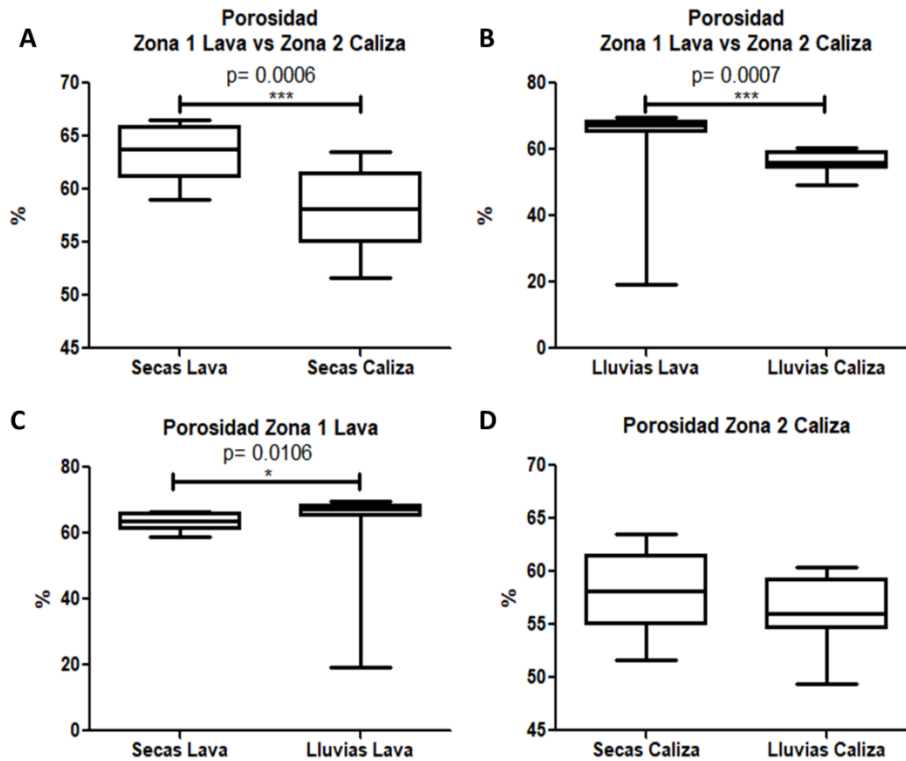 A
Porosidad
Zona 1 Lava vs Zona 2 Caliza
p= 0.0006
***
70
65
60
55
50
45
%
Secas Lava
Secas Caliza
B
Porosidad
Zona 1 Lava vs Zona 2 Caliza
p= 0.0007
***
80
60
40
20
0
%
Lluvias Lava
Lluvias Caliza
C
Porosidad Zona 1 Lava
p= 0.0106
*
80
60
40
20
0
%
Secas Lava
Lluvias Lava
D
Porosidad Zona 2 Caliza
70
65
60
55
50
45
%
Secas Caliza
Lluvias Caliza